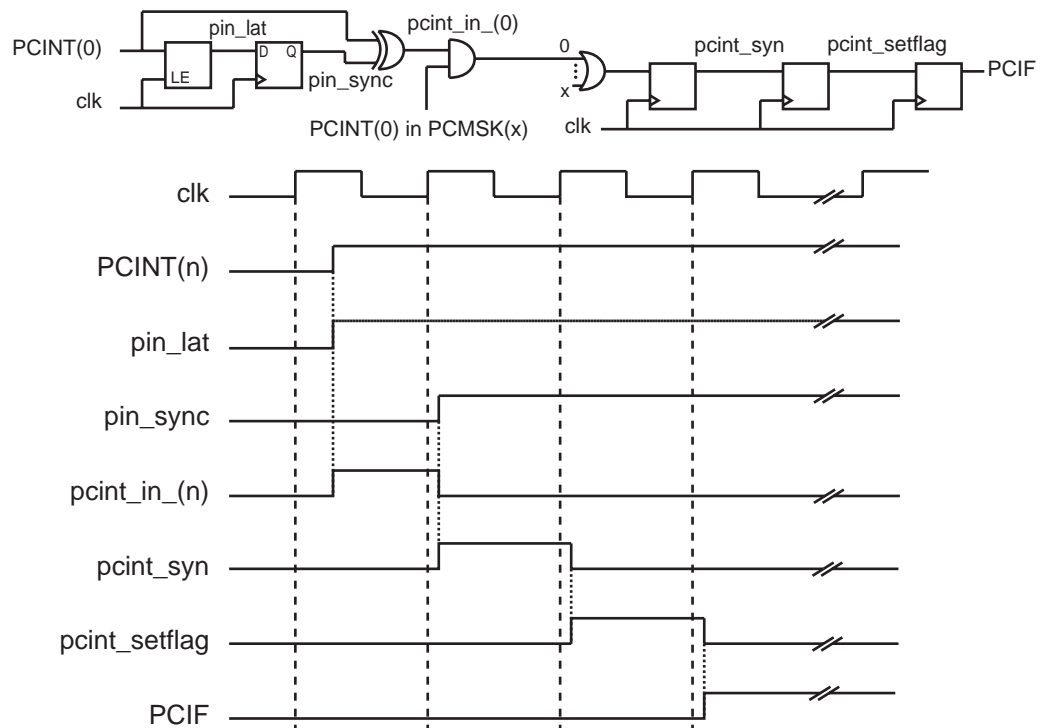 pcint_in_(0)
pin_lat
PCINT(0)
D Q
LE
pin_sync
clk
PCINT(0) in PCMSK(x)
0
x
clk
pcint_syn
pcint_setflag
PCIF
clk
PCINT(n)
pin_lat
pin_sync
pcint_in_(n)
pcint_syn
pcint_setflag
PCIF